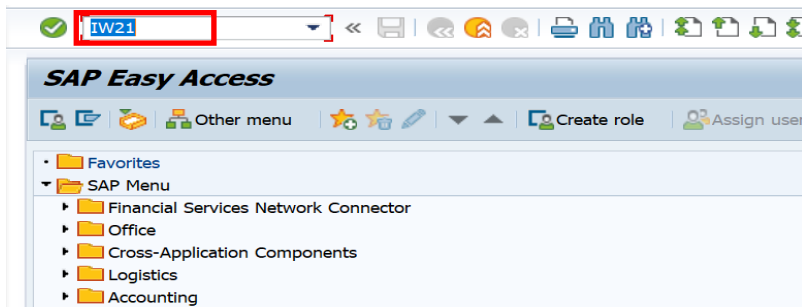 IW21
SAP Easy Access
Other menu Create role Assign user
Favorites
SAP Menu
Financial Services Network Connector
Office
Cross-Application Components
Logistics
Accounting